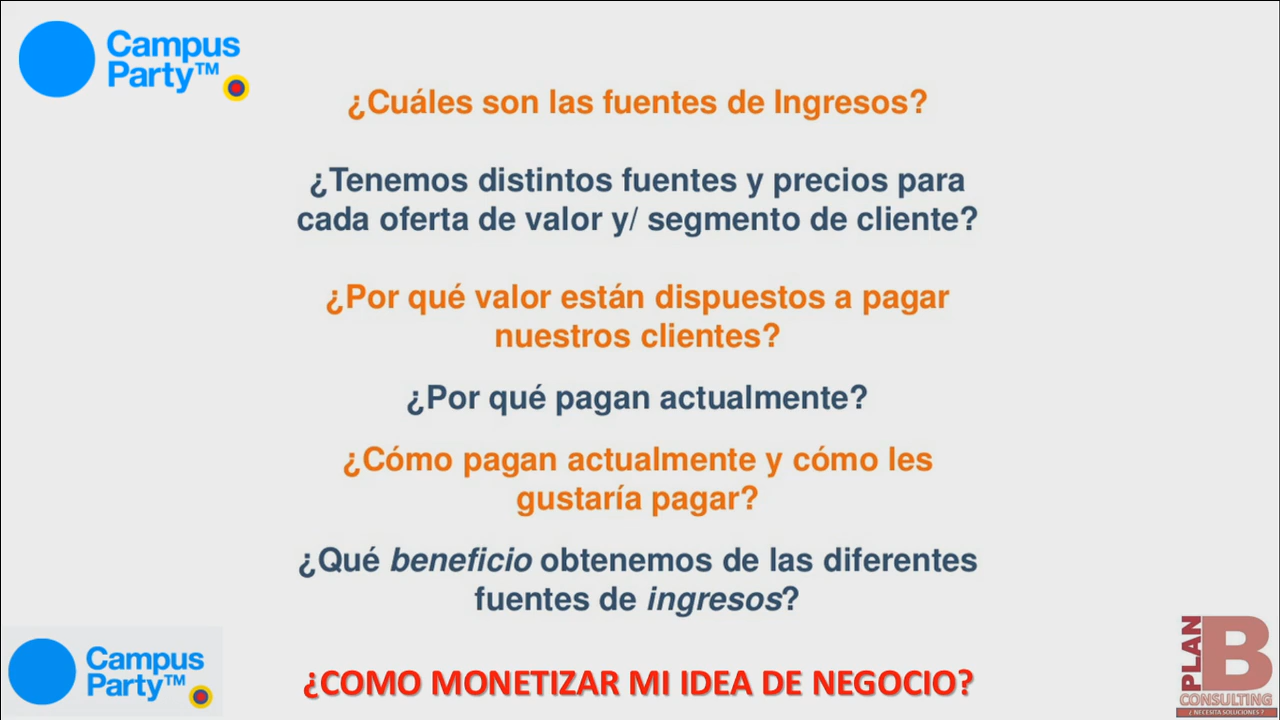 Campus
Party™
¿Cuáles son las fuentes de Ingresos?
¿Tenemos distintos fuentes y precios para
cada oferta de valor y/ segmento de cliente?
¿Por qué valor están dispuestos a pagar
nuestros clientes?
¿Por qué pagan actualmente?
¿Cómo pagan actualmente y cómo les
gustaría pagar?
¿Qué beneficio obtenemos de las diferentes
fuentes de ingresos?
Campus
Party™
¿COMO MONETIZAR MI IDEA DE NEGOCIO?
PLAN
B
CONSULTING
¿ NECESITA SOLUCIONES ?